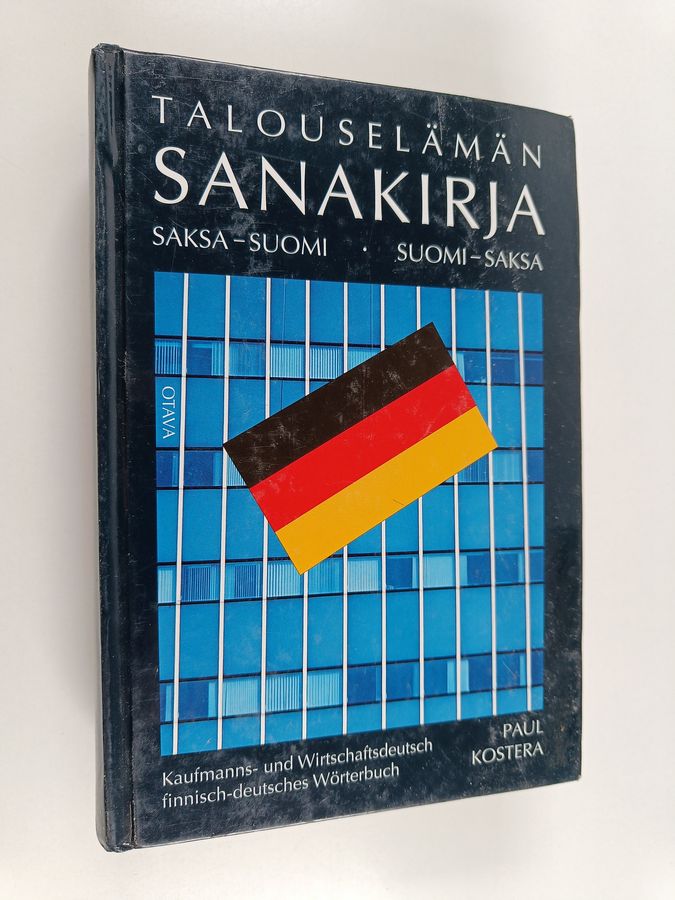 TALOUSELÄMÄN
SANAKIRJA
SAKSA–SUOMI · SUOMI–SAKSA
OTAVA
PAUL
KOSTERA
Kaufmanns- und Wirtschaftsdeutsch
finnisch-deutsches Wörterbuch